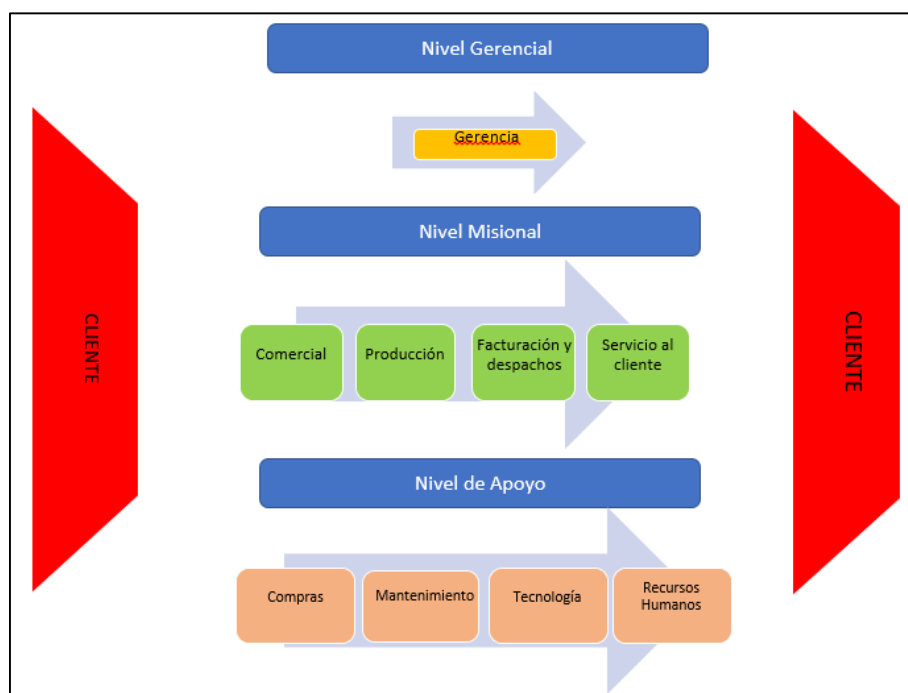 Nivel Gerencial
Gerencia
Nivel Misional
CLIENTE
CLIENTE
Comercial
Producción
Facturación y
despachos
Servicio al
cliente
Nivel de Apoyo
Compras
Mantenimiento
Tecnología
Recursos
Humanos